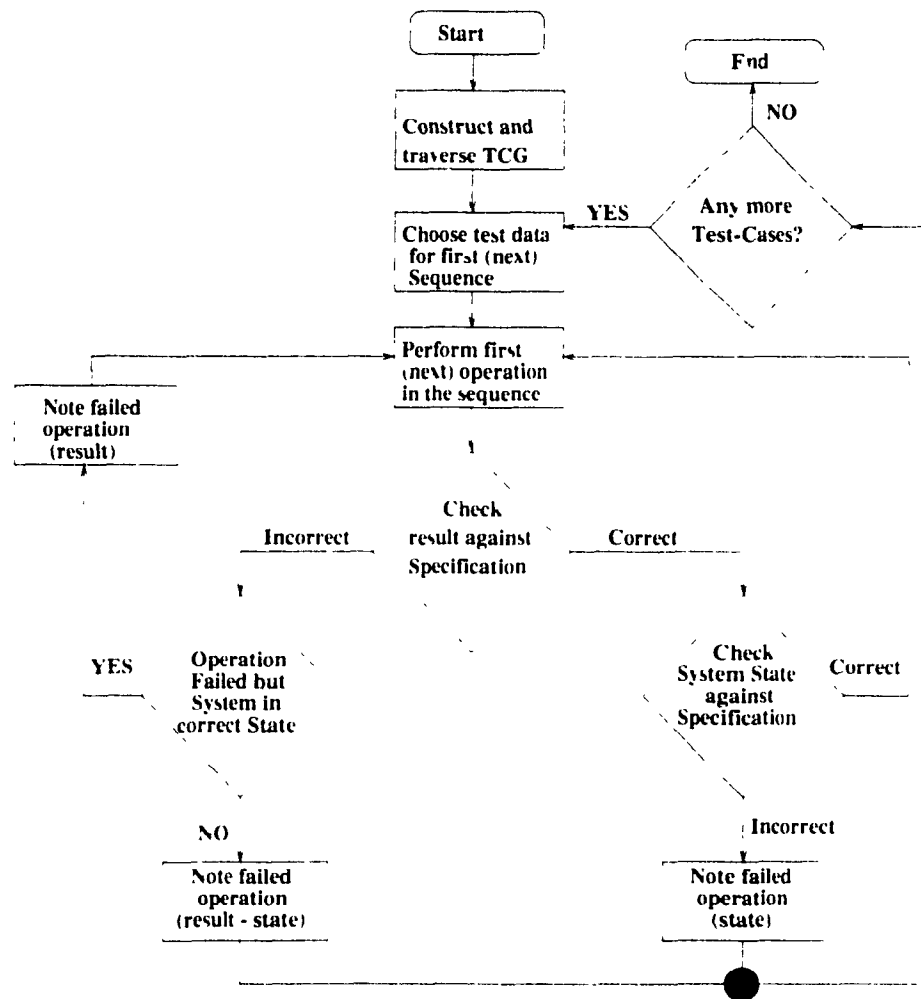 Start
End
NO
Construct and
traverse TCG
YES
Any more
Test-Cases?
Choose test data
for first (next)
Sequence
Perform first
(next) operation
in the sequence
Note failed
operation
(result)
Check
result against
Specification
Incorrect
Correct
YES
Operation
Failed but
System in
correct State
Check
System State
against
Specification
Correct
NO
Incorrect
Note failed
operation
(result - state)
Note failed
operation
(state)